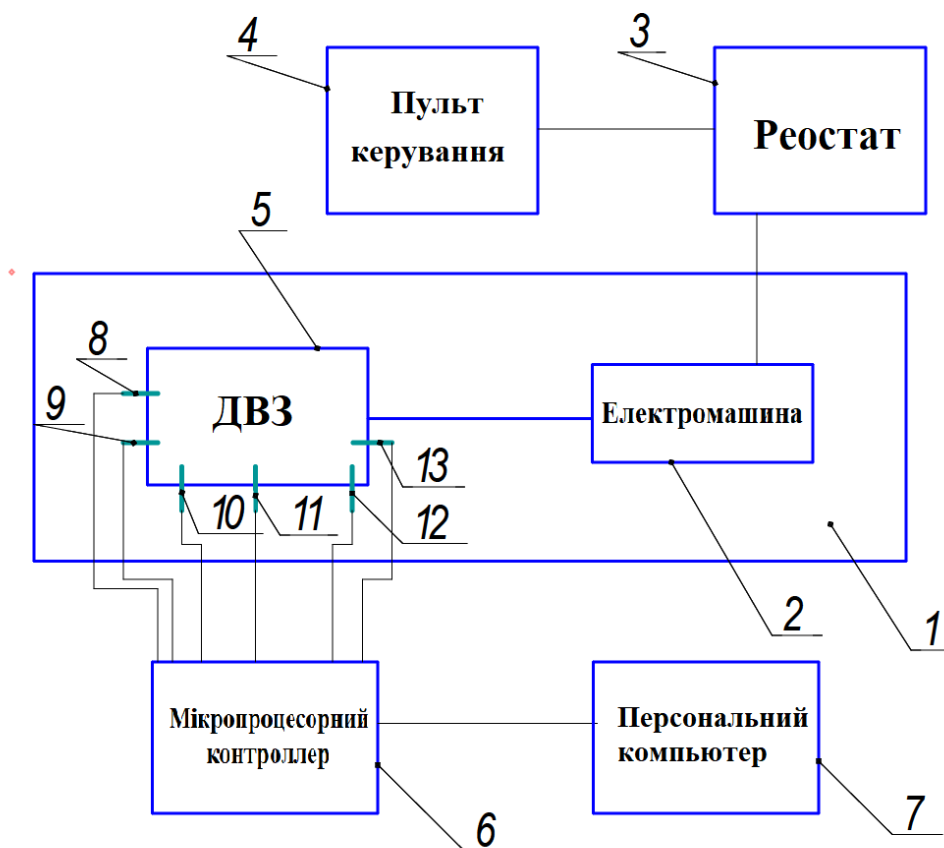 4
3
Пульт
керування
Реостат
5
8
ДВЗ
9
Електромашина
13
10
11
12
2
1
Мікропроцесорний
контроллер
Персональний
компьютер
6
7